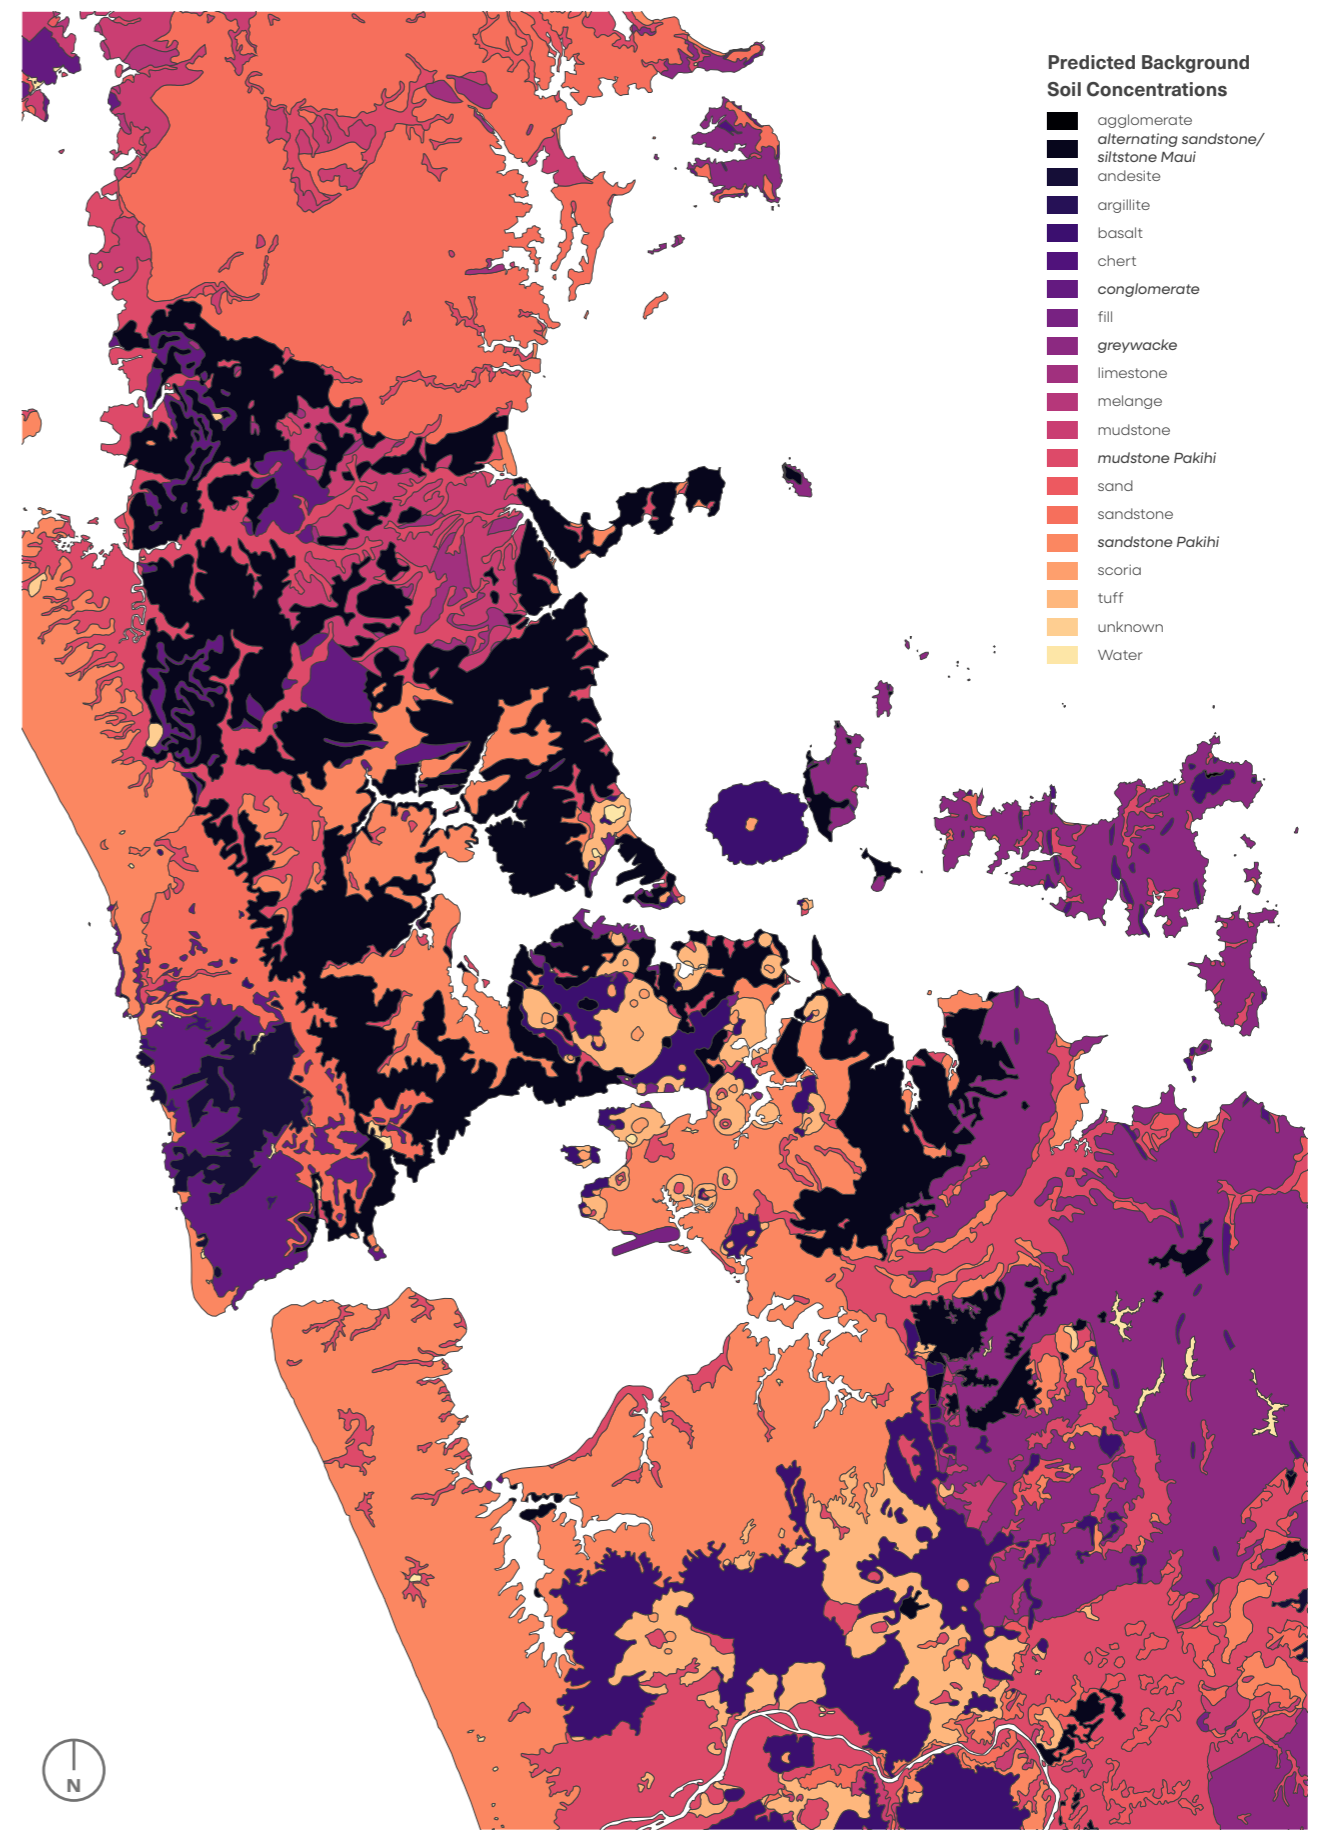 Predicted Background
Soil Concentrations
agglomerate
alternating sandstone/
siltstone Maui
andesite
argillite
basalt
chert
conglomerate
fill
greywacke
limestone
melange
mudstone
mudstone Pakihi
sand
sandstone
sandstone Pakihi
scoria
tuff
unknown
Water
N